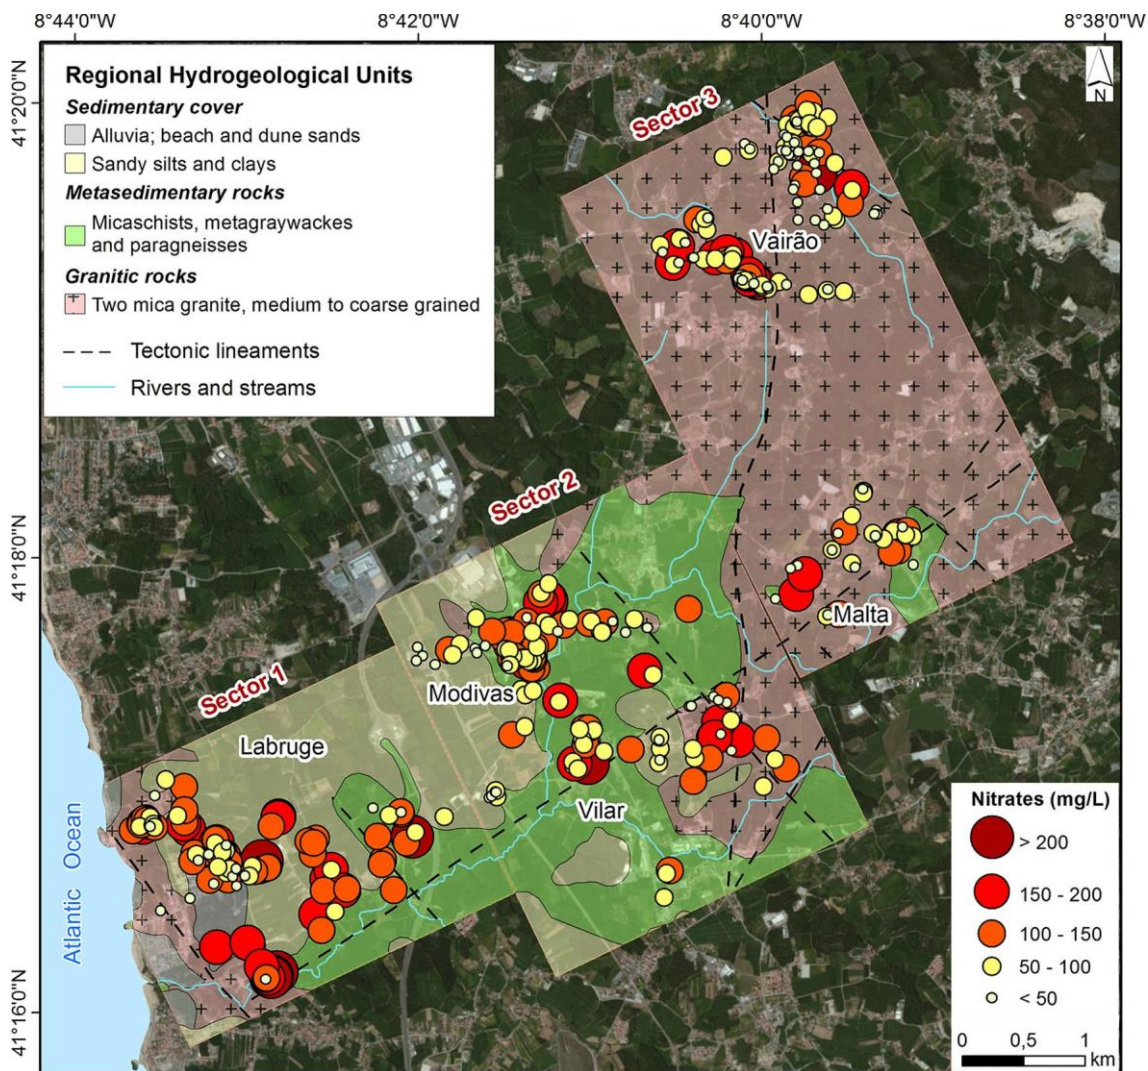 8°44'0"W
8°42'0"W
8°40'0"W
8°38'0"W
41°20'0"N
41°18'0"N
41°16'0"N
Regional Hydrogeological Units
Sedimentary cover
Alluvia; beach and dune sands
Sandy silts and clays
Metasedimentary rocks
Micaschists, metagraywackes
and paragneisses
Granitic rocks
Two mica granite, medium to coarse grained
Tectonic lineaments
Rivers and streams
N
Sector 3
Vairão
Sector 2
Malta
Sector 1
Modivas
Labruge
Vilar
Atlantic Ocean
Nitrates (mg/L)
> 200
150 - 200
100 - 150
50 - 100
< 50
0 0,5 1
km